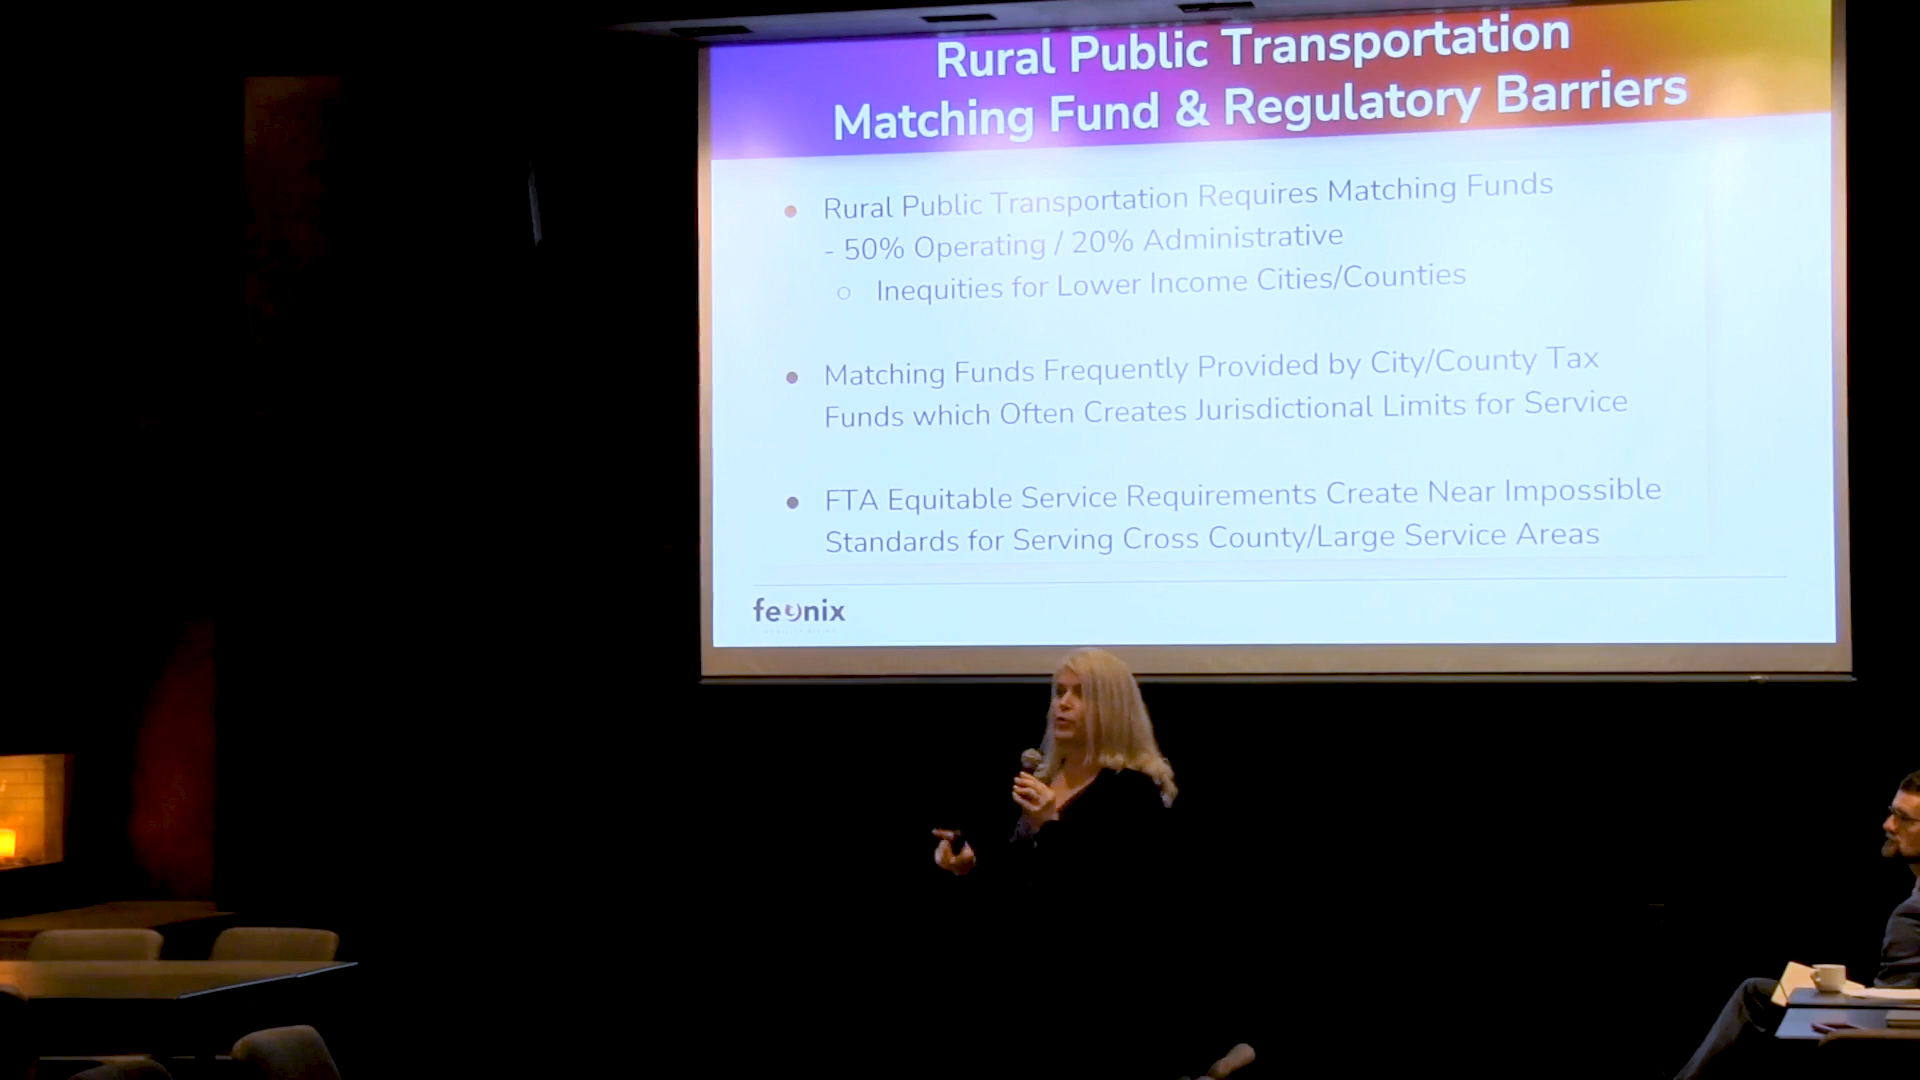 Rural Public Transportation
Matching Fund & Regulatory Barriers
• Rural Public Transportation Requires Matching Funds
- 50% Operating / 20% Administrative
○ Inequities for Lower Income Cities/Counties
• Matching Funds Frequently Provided by City/County Tax
Funds which Often Creates Jurisdictional Limits for Service
• FTA Equitable Service Requirements Create Near Impossible
Standards for Serving Cross County/Large Service Areas
feonix